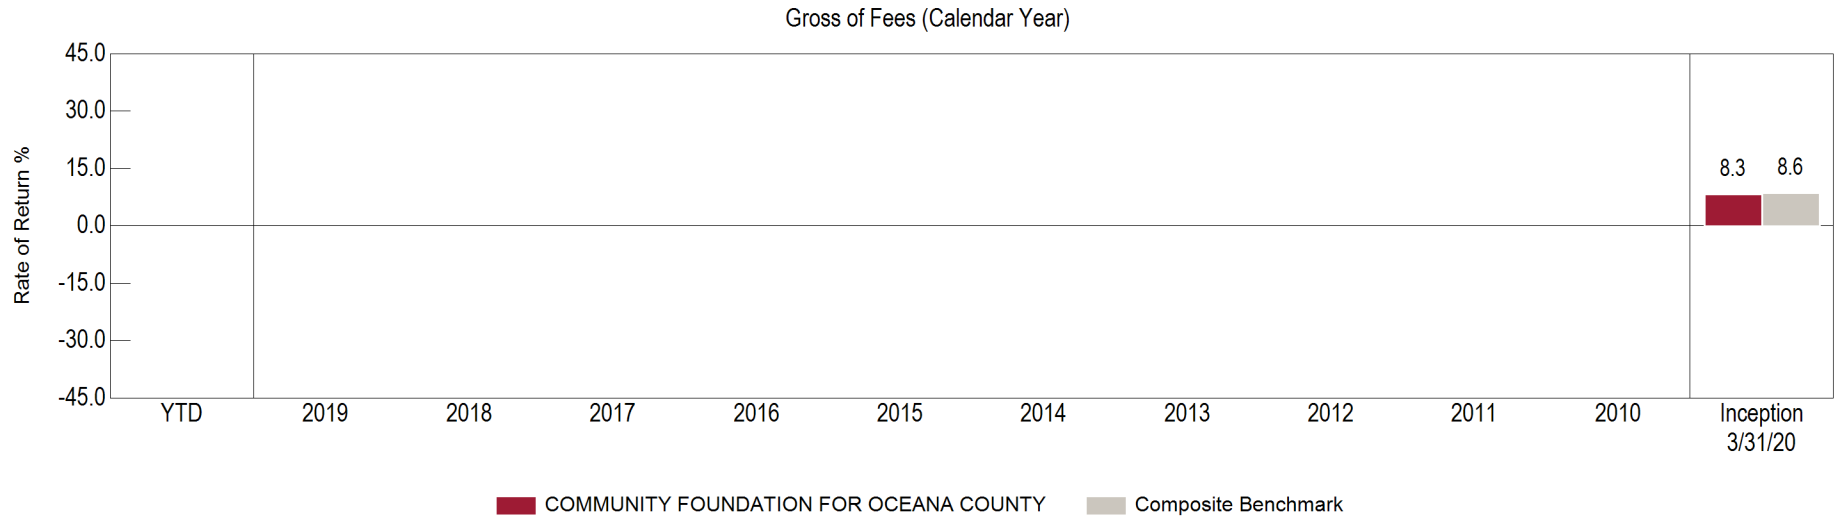 Gross of Fees (Calendar Year)
45.0
30.0
15.0
0.0
-15.0
-30.0
-45.0
Rate of Return %
8.3 8.6
YTD 2019 2018 2017 2016 2015 2014 2013 2012 2011 2010 Inception
3/31/20
COMMUNITY FOUNDATION FOR OCEANA COUNTY Composite Benchmark